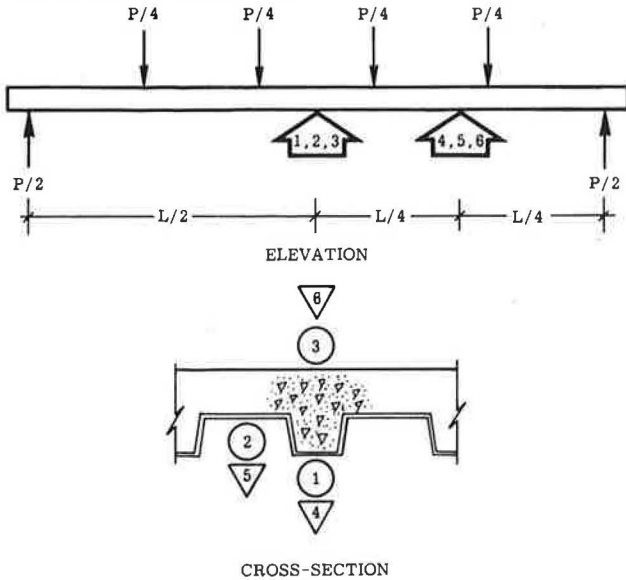 P/4 P/4 P/4 P/4
1,2,3 4,5,6
P/2 P/2
L/2 L/4 L/4
ELEVATION
6
3
2
5
1
4
CROSS-SECTION